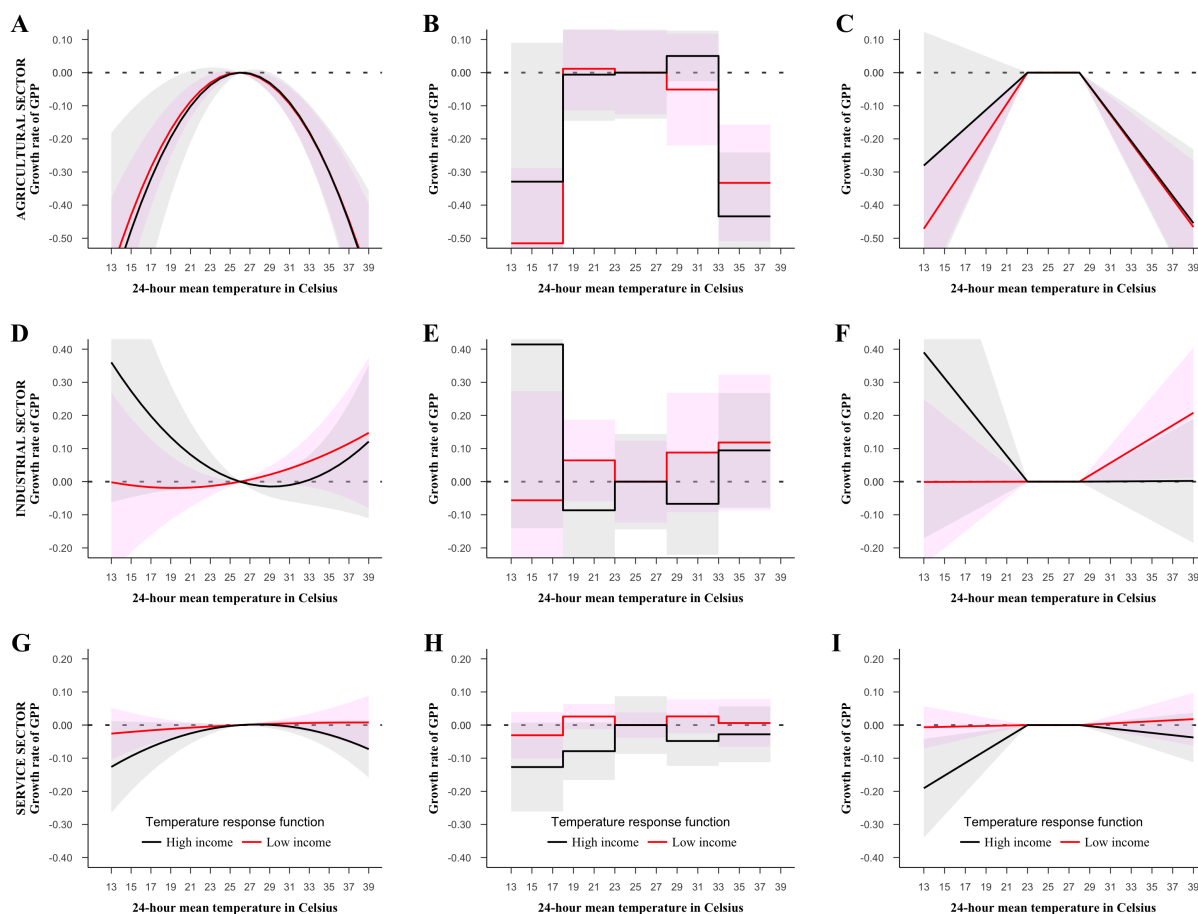 A
AGRICULTURAL SECTOR
Growth rate of GPP
0.10
0.00
-0.10
-0.20
-0.30
-0.40
-0.50
13 15 17 19 21 23 25 27 29 31 33 35 37 39
24-hour mean temperature in Celsius
B
Growth rate of GPP
0.10
0.00
-0.10
-0.20
-0.30
-0.40
-0.50
13 15 17 19 21 23 25 27 29 31 33 35 37 39
24-hour mean temperature in Celsius
C
Growth rate of GPP
0.10
0.00
-0.10
-0.20
-0.30
-0.40
-0.50
13 15 17 19 21 23 25 27 29 31 33 35 37 39
24-hour mean temperature in Celsius
D
INDUSTRIAL SECTOR
Growth rate of GPP
0.40
0.30
0.20
0.10
0.00
-0.10
-0.20
13 15 17 19 21 23 25 27 29 31 33 35 37 39
24-hour mean temperature in Celsius
E
Growth rate of GPP
0.40
0.30
0.20
0.10
0.00
-0.10
-0.20
13 15 17 19 21 23 25 27 29 31 33 35 37 39
24-hour mean temperature in Celsius
F
Growth rate of GPP
0.40
0.30
0.20
0.10
0.00
-0.10
-0.20
13 15 17 19 21 23 25 27 29 31 33 35 37 39
24-hour mean temperature in Celsius
G
SERVICE SECTOR
Growth rate of GPP
0.20
0.10
0.00
-0.10
-0.20
-0.30
-0.40
Temperature response function
High income Low income
13 15 17 19 21 23 25 27 29 31 33 35 37 39
24-hour mean temperature in Celsius
H
Growth rate of GPP
0.20
0.10
0.00
-0.10
-0.20
-0.30
-0.40
Temperature response function
High income Low income
13 15 17 19 21 23 25 27 29 31 33 35 37 39
24-hour mean temperature in Celsius
I
Growth rate of GPP
0.20
0.10
0.00
-0.10
-0.20
-0.30
-0.40
Temperature response function
High income Low income
13 15 17 19 21 23 25 27 29 31 33 35 37 39
24-hour mean temperature in Celsius